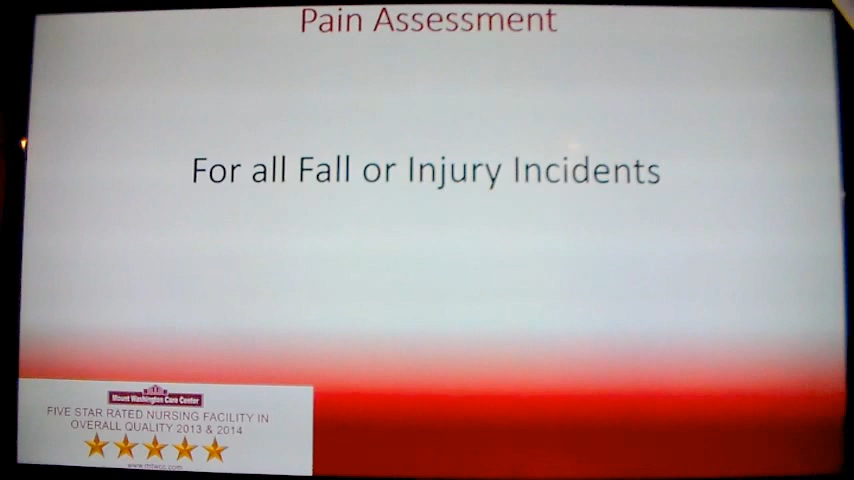 Pain Assessment
For all Fall or Injury Incidents
Mount Washington Care Center
FIVE STAR RATED NURSING FACILITY IN
OVERALL QUALITY 2013 & 2014